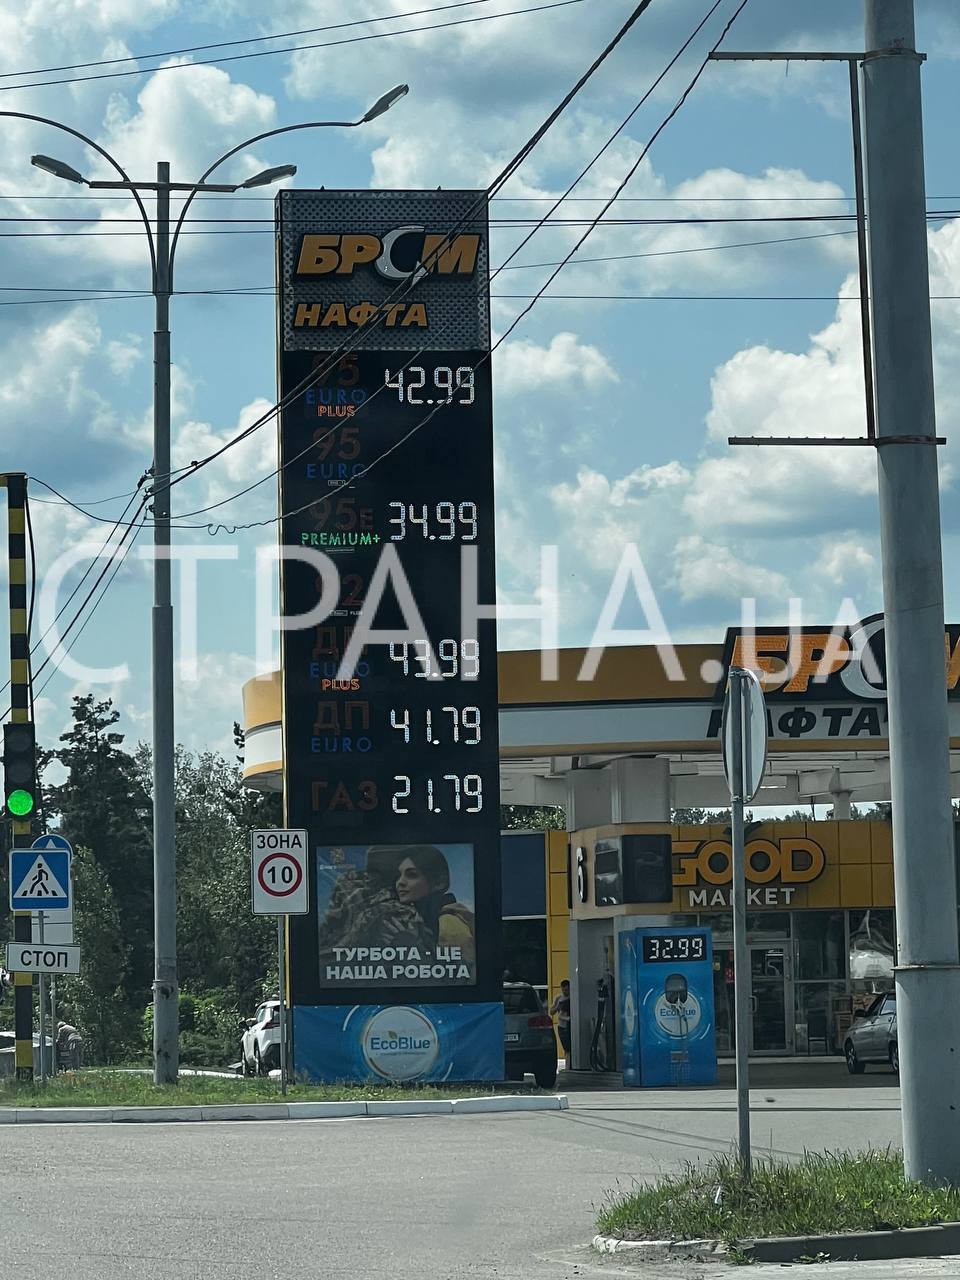 БРСМ
НАФТА
95
EURO
PLUS
42.99
95
EURO
95E
PREMIUM+
34.99
92
ДП
EURO
PLUS
43.99
ДП
EURO
41.79
ГАЗ
21.79
СТРАНА.UA
БРСМ
НАФТА
ЗОНА
10
СТОП
6
GOOD
MARKET
32.99
EcoBlue
ТУРБОТА - ЦЕ
НАША РОБОТА
EcoBlue